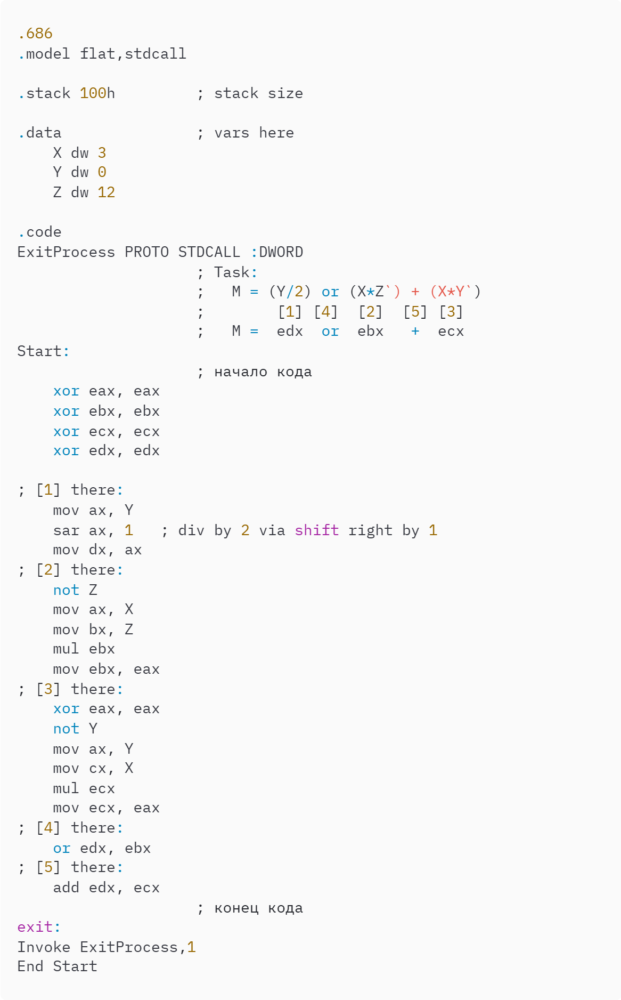 .686
.model flat,stdcall
.stack 100h         ; stack size
.data               ; vars here
    X dw 3
    Y dw 0
    Z dw 12
.code
ExitProcess PROTO STDCALL :DWORD
                    ; Task:
                    ;   M = (Y/2) or (X*Z`) + (X*Y`)
                    ;        [1] [4]  [2]  [5] [3]
                    ;   M =  edx  or  ebx   +  ecx
Start:
                    ; начало кода
    xor eax, eax
    xor ebx, ebx
    xor ecx, ecx
    xor edx, edx
; [1] there:
    mov ax, Y
    sar ax, 1   ; div by 2 via shift right by 1
    mov dx, ax
; [2] there:
    not Z
    mov ax, X
    mov bx, Z
    mul ebx
    mov ebx, eax
; [3] there:
    xor eax, eax
    not Y
    mov ax, Y
    mov cx, X
    mul ecx
    mov ecx, eax
; [4] there:
    or edx, ebx
; [5] there:
    add edx, ecx
                    ; конец кода
exit:
Invoke ExitProcess,1
End Start